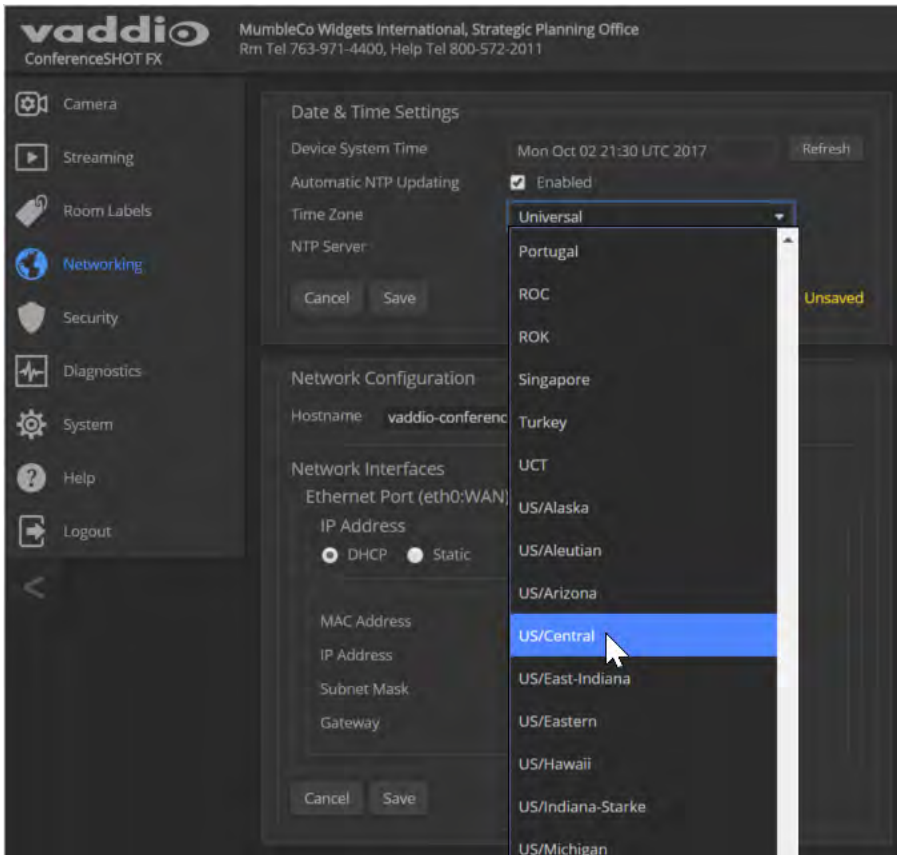 vaddio
ConferenceSHOT FX
MumbleCo Widgets International, Strategic Planning Office
Rm Tel 763-971-4400, Help Tel 800-572-2011
Camera
Streaming
Room Labels
Networking
Security
Diagnostics
System
Help
Logout
<
Date & Time Settings
Device System Time Mon Oct 02 21:30 UTC 2017 Refresh
Automatic NTP Updating Enabled
Time Zone Universal
NTP Server
Cancel Save Unsaved
Portugal
ROC
ROK
Singapore
Turkey
UCT
US/Alaska
US/Aleutian
US/Arizona
US/Central
US/East-Indiana
US/Eastern
US/Hawaii
US/Indiana-Starke
US/Michigan
Network Configuration
Hostname vaddio-conferenc
Network Interfaces
Ethernet Port (eth0:WAN)
IP Address
DHCP Static
MAC Address
IP Address
Subnet Mask
Gateway
Cancel Save